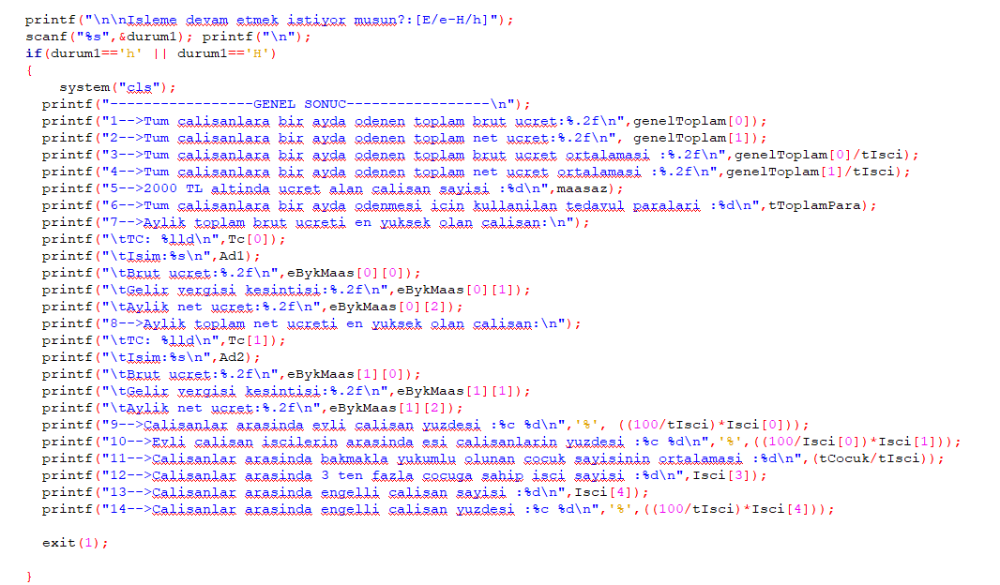 printf("\n\nIsleme devam etmek istiyor musun?:[E/e-H/h]");
scanf("%s",&durum1); printf("\n");
if(durum1=='h' || durum1=='H')
{
system("cls");
printf("-----------------GENEL SONUC-----------------\n");
printf("1-->Tum calisanlara bir ayda odenen toplam brut ucret:%.2f\n",genelToplam[0]);
printf("2-->Tum calisanlara bir ayda odenen toplam net ucret:%.2f\n", genelToplam[1]);
printf("3-->Tum calisanlara bir ayda odenen toplam brut ucret ortalamasi :%.2f\n",genelToplam[0]/tIsci);
printf("4-->Tum calisanlara bir ayda odenen toplam net ucret ortalamasi :%.2f\n",genelToplam[1]/tIsci);
printf("5-->2000 TL altinda ucret alan calisan sayisi :%d\n",maasaz);
printf("6-->Tum calisanlara bir ayda odenmesi icin kullanilan tedavul paralari :%d\n",tToplamPara);
printf("7-->Aylik toplam brut ucreti en yuksek olan calisan:\n");
printf("\tTC: %lld\n",Tc[0]);
printf("\tIsim:%s\n",Ad1);
printf("\tBrut ucret:%.2f\n",eBykMaas[0][0]);
printf("\tGelir vergisi kesintisi:%.2f\n",eBykMaas[0][1]);
printf("\tAylik net ucret:%.2f\n",eBykMaas[0][2]);
printf("8-->Aylik toplam net ucreti en yuksek olan calisan:\n");
printf("\tTC: %lld\n",Tc[1]);
printf("\tIsim:%s\n",Ad2);
printf("\tBrut ucret:%.2f\n",eBykMaas[1][0]);
printf("\tGelir vergisi kesintisi:%.2f\n",eBykMaas[1][1]);
printf("\tAylik net ucret:%.2f\n",eBykMaas[1][2]);
printf("9-->Calisanlar arasinda evli calisan yuzdesi :%c %d\n",'%', ((100/tIsci)*Isci[0]));
printf("10-->Evli calisan iscilerin arasinda esi calisanlarin yuzdesi :%c %d\n",'%',((100/Isci[0])*Isci[1]));
printf("11-->Calisanlar arasinda bakmakla yukumlu olunan cocuk sayisinin ortalamasi :%d\n",(tCocuk/tIsci));
printf("12-->Calisanlar arasinda 3 ten fazla cocuga sahip isci sayisi :%d\n",Isci[3]);
printf("13-->Calisanlar arasinda engelli calisan sayisi :%d\n",Isci[4]);
printf("14-->Calisanlar arasinda engelli calisan yuzdesi :%c %d\n",'%',((100/tIsci)*Isci[4]));
exit(1);
}